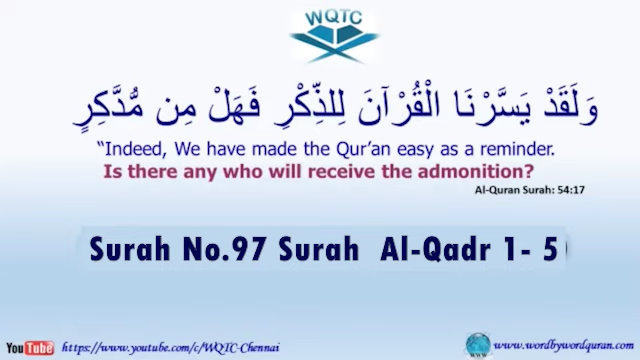 WQTC
وَلَقَدْ يَسَّرْنَا الْقُرْآنَ لِلذِّكْرِ فَهَلْ مِن مُّدَّكِرٍ
“Indeed, We have made the Qur’an easy as a reminder.
Is there any who will receive the admonition?
Al-Quran Surah: 54:17
Surah No.97 Surah Al-Qadr 1- 5
YouTube https://www.youtube.com/c/WQTC-Chennai
www.wordbywordquran.com